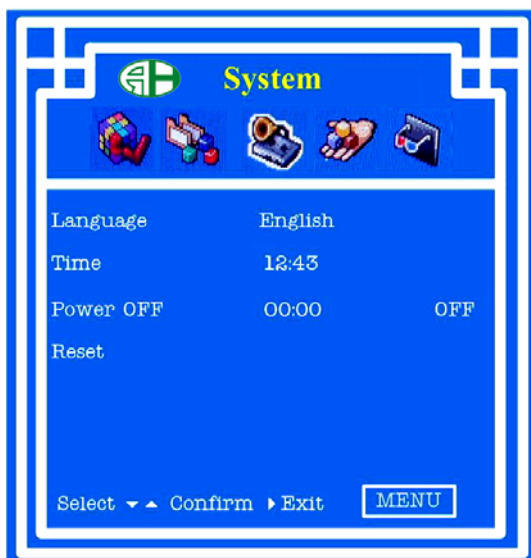 System
Language English
Time 12:43
Power OFF 00:00 OFF
Reset
Select ▾ ▴ Confirm ▸ Exit MENU